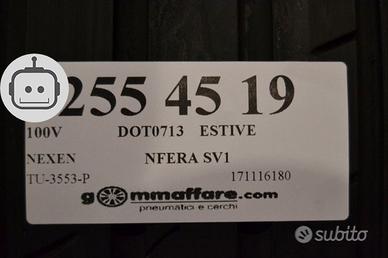 255 45 19
100V DOT0713 ESTIVE
NEXEN NFERA SV1
TU-3553-P 171116180
gommaffare.com
pneumatici e cerchi
subito